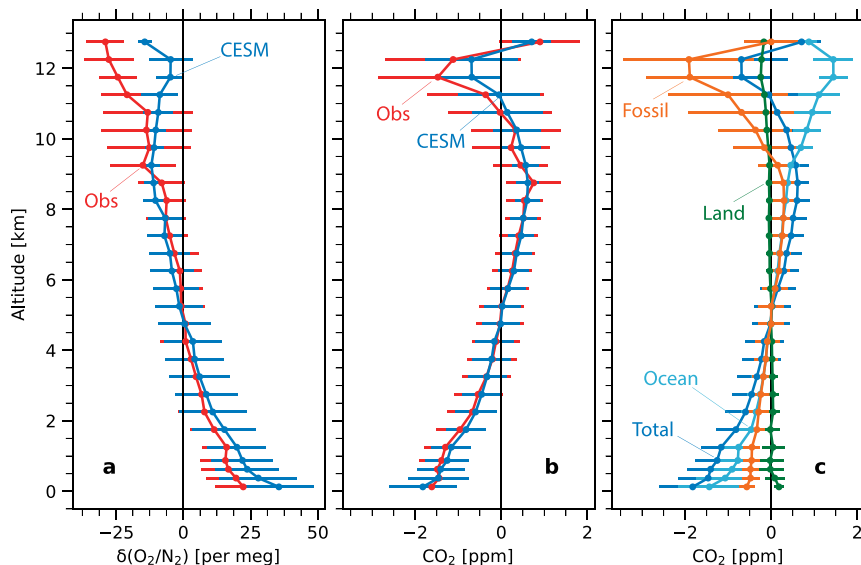 12
10
8
6
4
2
0
Altitude [km]
CESM
Obs
a
−25
0
25
50
δ(O₂/N₂) [per meg]
Obs
CESM
b
−2
0
2
CO₂ [ppm]
Fossil
Land
Ocean
Total
c
−2
0
2
CO₂ [ppm]